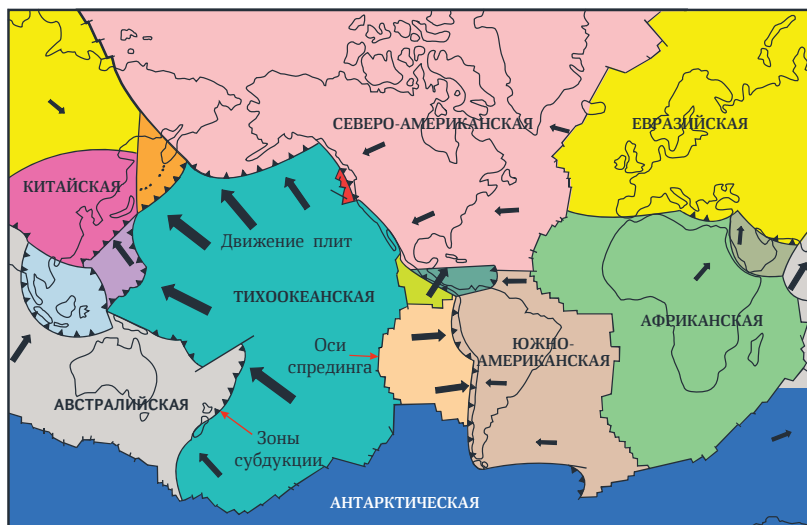 СЕВЕРО-АМЕРИКАНСКАЯ
ЕВРАЗИЙСКАЯ
КИТАЙСКАЯ
Движение плит
ТИХООКЕАНСКАЯ
АФРИКАНСКАЯ
Оси
спрединга
ЮЖНО-
АМЕРИКАНСКАЯ
АВСТРАЛИЙСКАЯ
Зоны
субдукции
АНТАРКТИЧЕСКАЯ